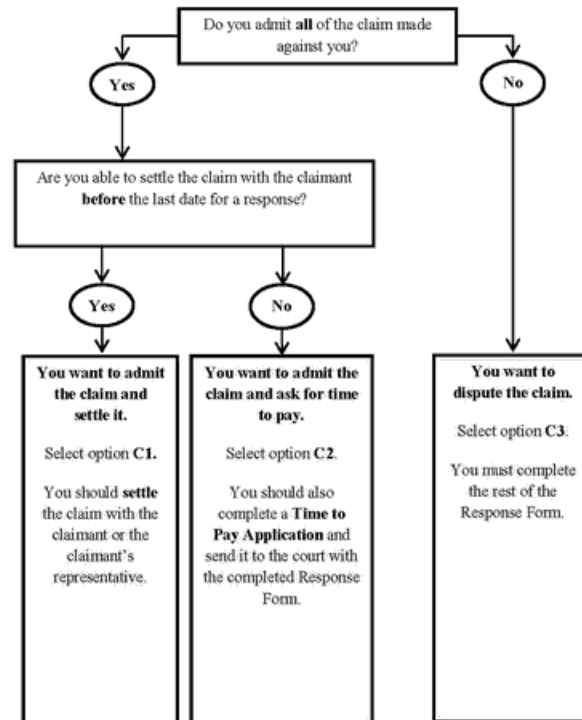 Do you admit all of the claim made
against you?
Yes
No
Are you able to settle the claim with the claimant
before the last date for a response?
Yes
No
You want to admit
the claim and
settle it.
Select option C1.
You should settle
the claim with the
claimant or the
claimant's
representative.
You want to admit the
claim and ask for time
to pay.
Select option C2.
You should also
complete a Time to
Pay Application and
send it to the court with
the completed Response
Form.
You want to
dispute the claim.
Select option C3.
You must complete
the rest of the
Response Form.